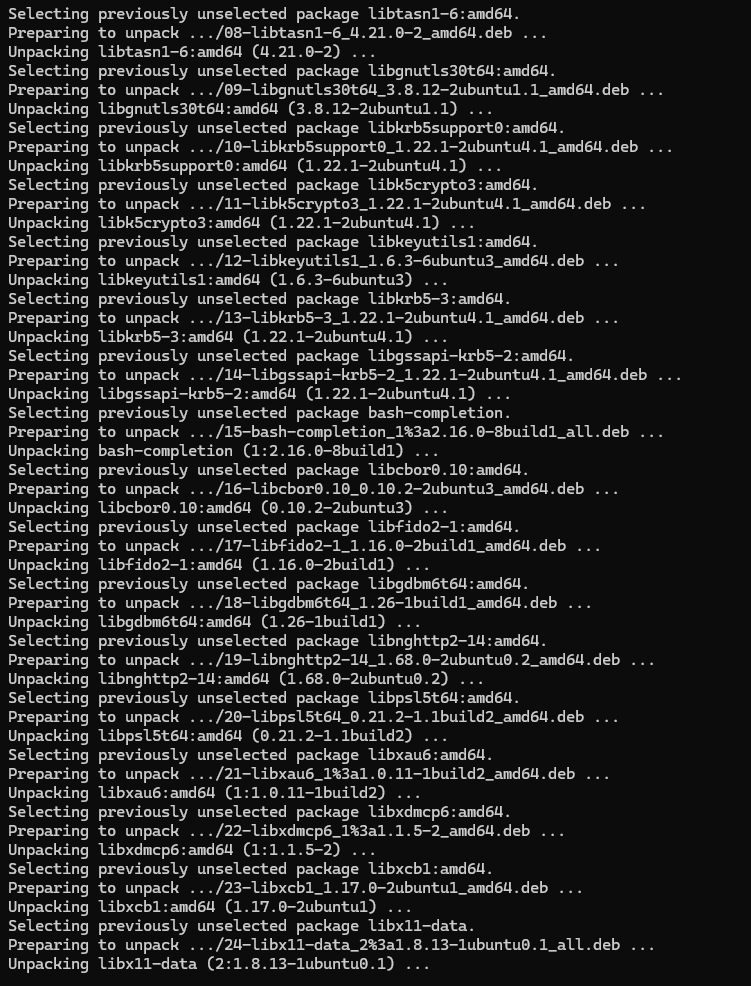 Selecting previously unselected package libtasn1-6:amd64.
Preparing to unpack .../08-libtasn1-6_4.21.0-2_amd64.deb ...
Unpacking libtasn1-6:amd64 (4.21.0-2) ...
Selecting previously unselected package libgnutls30t64:amd64.
Preparing to unpack .../09-libgnutls30t64_3.8.12-2ubuntu1.1_amd64.deb ...
Unpacking libgnutls30t64:amd64 (3.8.12-2ubuntu1.1) ...
Selecting previously unselected package libkrb5support0:amd64.
Preparing to unpack .../10-libkrb5support0_1.22.1-2ubuntu4.1_amd64.deb ...
Unpacking libkrb5support0:amd64 (1.22.1-2ubuntu4.1) ...
Selecting previously unselected package libk5crypto3:amd64.
Preparing to unpack .../11-libk5crypto3_1.22.1-2ubuntu4.1_amd64.deb ...
Unpacking libk5crypto3:amd64 (1.22.1-2ubuntu4.1) ...
Selecting previously unselected package libkeyutils1:amd64.
Preparing to unpack .../12-libkeyutils1_1.6.3-6ubuntu3_amd64.deb ...
Unpacking libkeyutils1:amd64 (1.6.3-6ubuntu3) ...
Selecting previously unselected package libkrb5-3:amd64.
Preparing to unpack .../13-libkrb5-3_1.22.1-2ubuntu4.1_amd64.deb ...
Unpacking libkrb5-3:amd64 (1.22.1-2ubuntu4.1) ...
Selecting previously unselected package libgssapi-krb5-2:amd64.
Preparing to unpack .../14-libgssapi-krb5-2_1.22.1-2ubuntu4.1_amd64.deb ...
Unpacking libgssapi-krb5-2:amd64 (1.22.1-2ubuntu4.1) ...
Selecting previously unselected package bash-completion.
Preparing to unpack .../15-bash-completion_1%3a2.16.0-8build1_all.deb ...
Unpacking bash-completion (1:2.16.0-8build1) ...
Selecting previously unselected package libcbor0.10:amd64.
Preparing to unpack .../16-libcbor0.10_0.10.2-2ubuntu3_amd64.deb ...
Unpacking libcbor0.10:amd64 (0.10.2-2ubuntu3) ...
Selecting previously unselected package libfido2-1:amd64.
Preparing to unpack .../17-libfido2-1_1.16.0-2build1_amd64.deb ...
Unpacking libfido2-1:amd64 (1.16.0-2build1) ...
Selecting previously unselected package libgdbm6t64:amd64.
Preparing to unpack .../18-libgdbm6t64_1.26-1build1_amd64.deb ...
Unpacking libgdbm6t64:amd64 (1.26-1build1) ...
Selecting previously unselected package libnghttp2-14:amd64.
Preparing to unpack .../19-libnghttp2-14_1.68.0-2ubuntu0.2_amd64.deb ...
Unpacking libnghttp2-14:amd64 (1.68.0-2ubuntu0.2) ...
Selecting previously unselected package libpsl5t64:amd64.
Preparing to unpack .../20-libpsl5t64_0.21.2-1.1build2_amd64.deb ...
Unpacking libpsl5t64:amd64 (0.21.2-1.1build2) ...
Selecting previously unselected package libxau6:amd64.
Preparing to unpack .../21-libxau6_1%3a1.0.11-1build2_amd64.deb ...
Unpacking libxau6:amd64 (1:1.0.11-1build2) ...
Selecting previously unselected package libxdmcp6:amd64.
Preparing to unpack .../22-libxdmcp6_1%3a1.1.5-2_amd64.deb ...
Unpacking libxdmcp6:amd64 (1:1.1.5-2) ...
Selecting previously unselected package libxcb1:amd64.
Preparing to unpack .../23-libxcb1_1.17.0-2ubuntu1_amd64.deb ...
Unpacking libxcb1:amd64 (1.17.0-2ubuntu1) ...
Selecting previously unselected package libx11-data.
Preparing to unpack .../24-libx11-data_2%3a1.8.13-1ubuntu0.1_all.deb ...
Unpacking libx11-data (2:1.8.13-1ubuntu0.1) ...